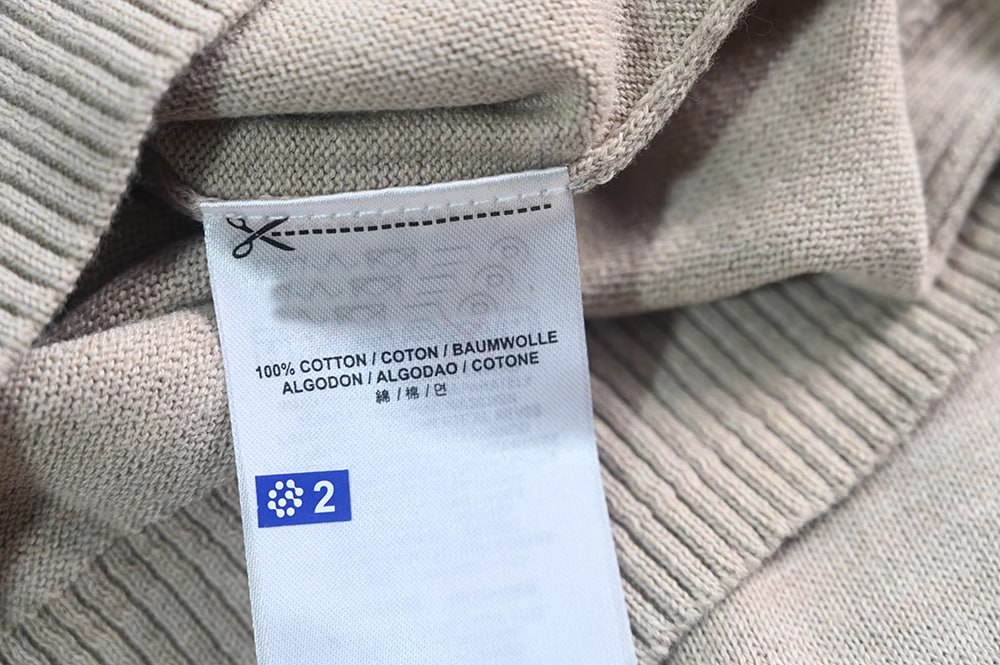 100% COTTON / COTON / BAUMWOLLE
ALGODON / ALGODAO / COTONE
綿 / 棉 / 면
2